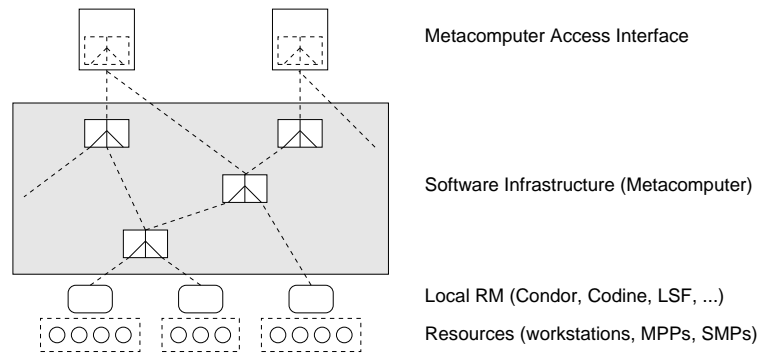 Metacomputer Access Interface
Software Infrastructure (Metacomputer)
Local RM (Condor, Codine, LSF, ...)
Resources (workstations, MPPs, SMPs)